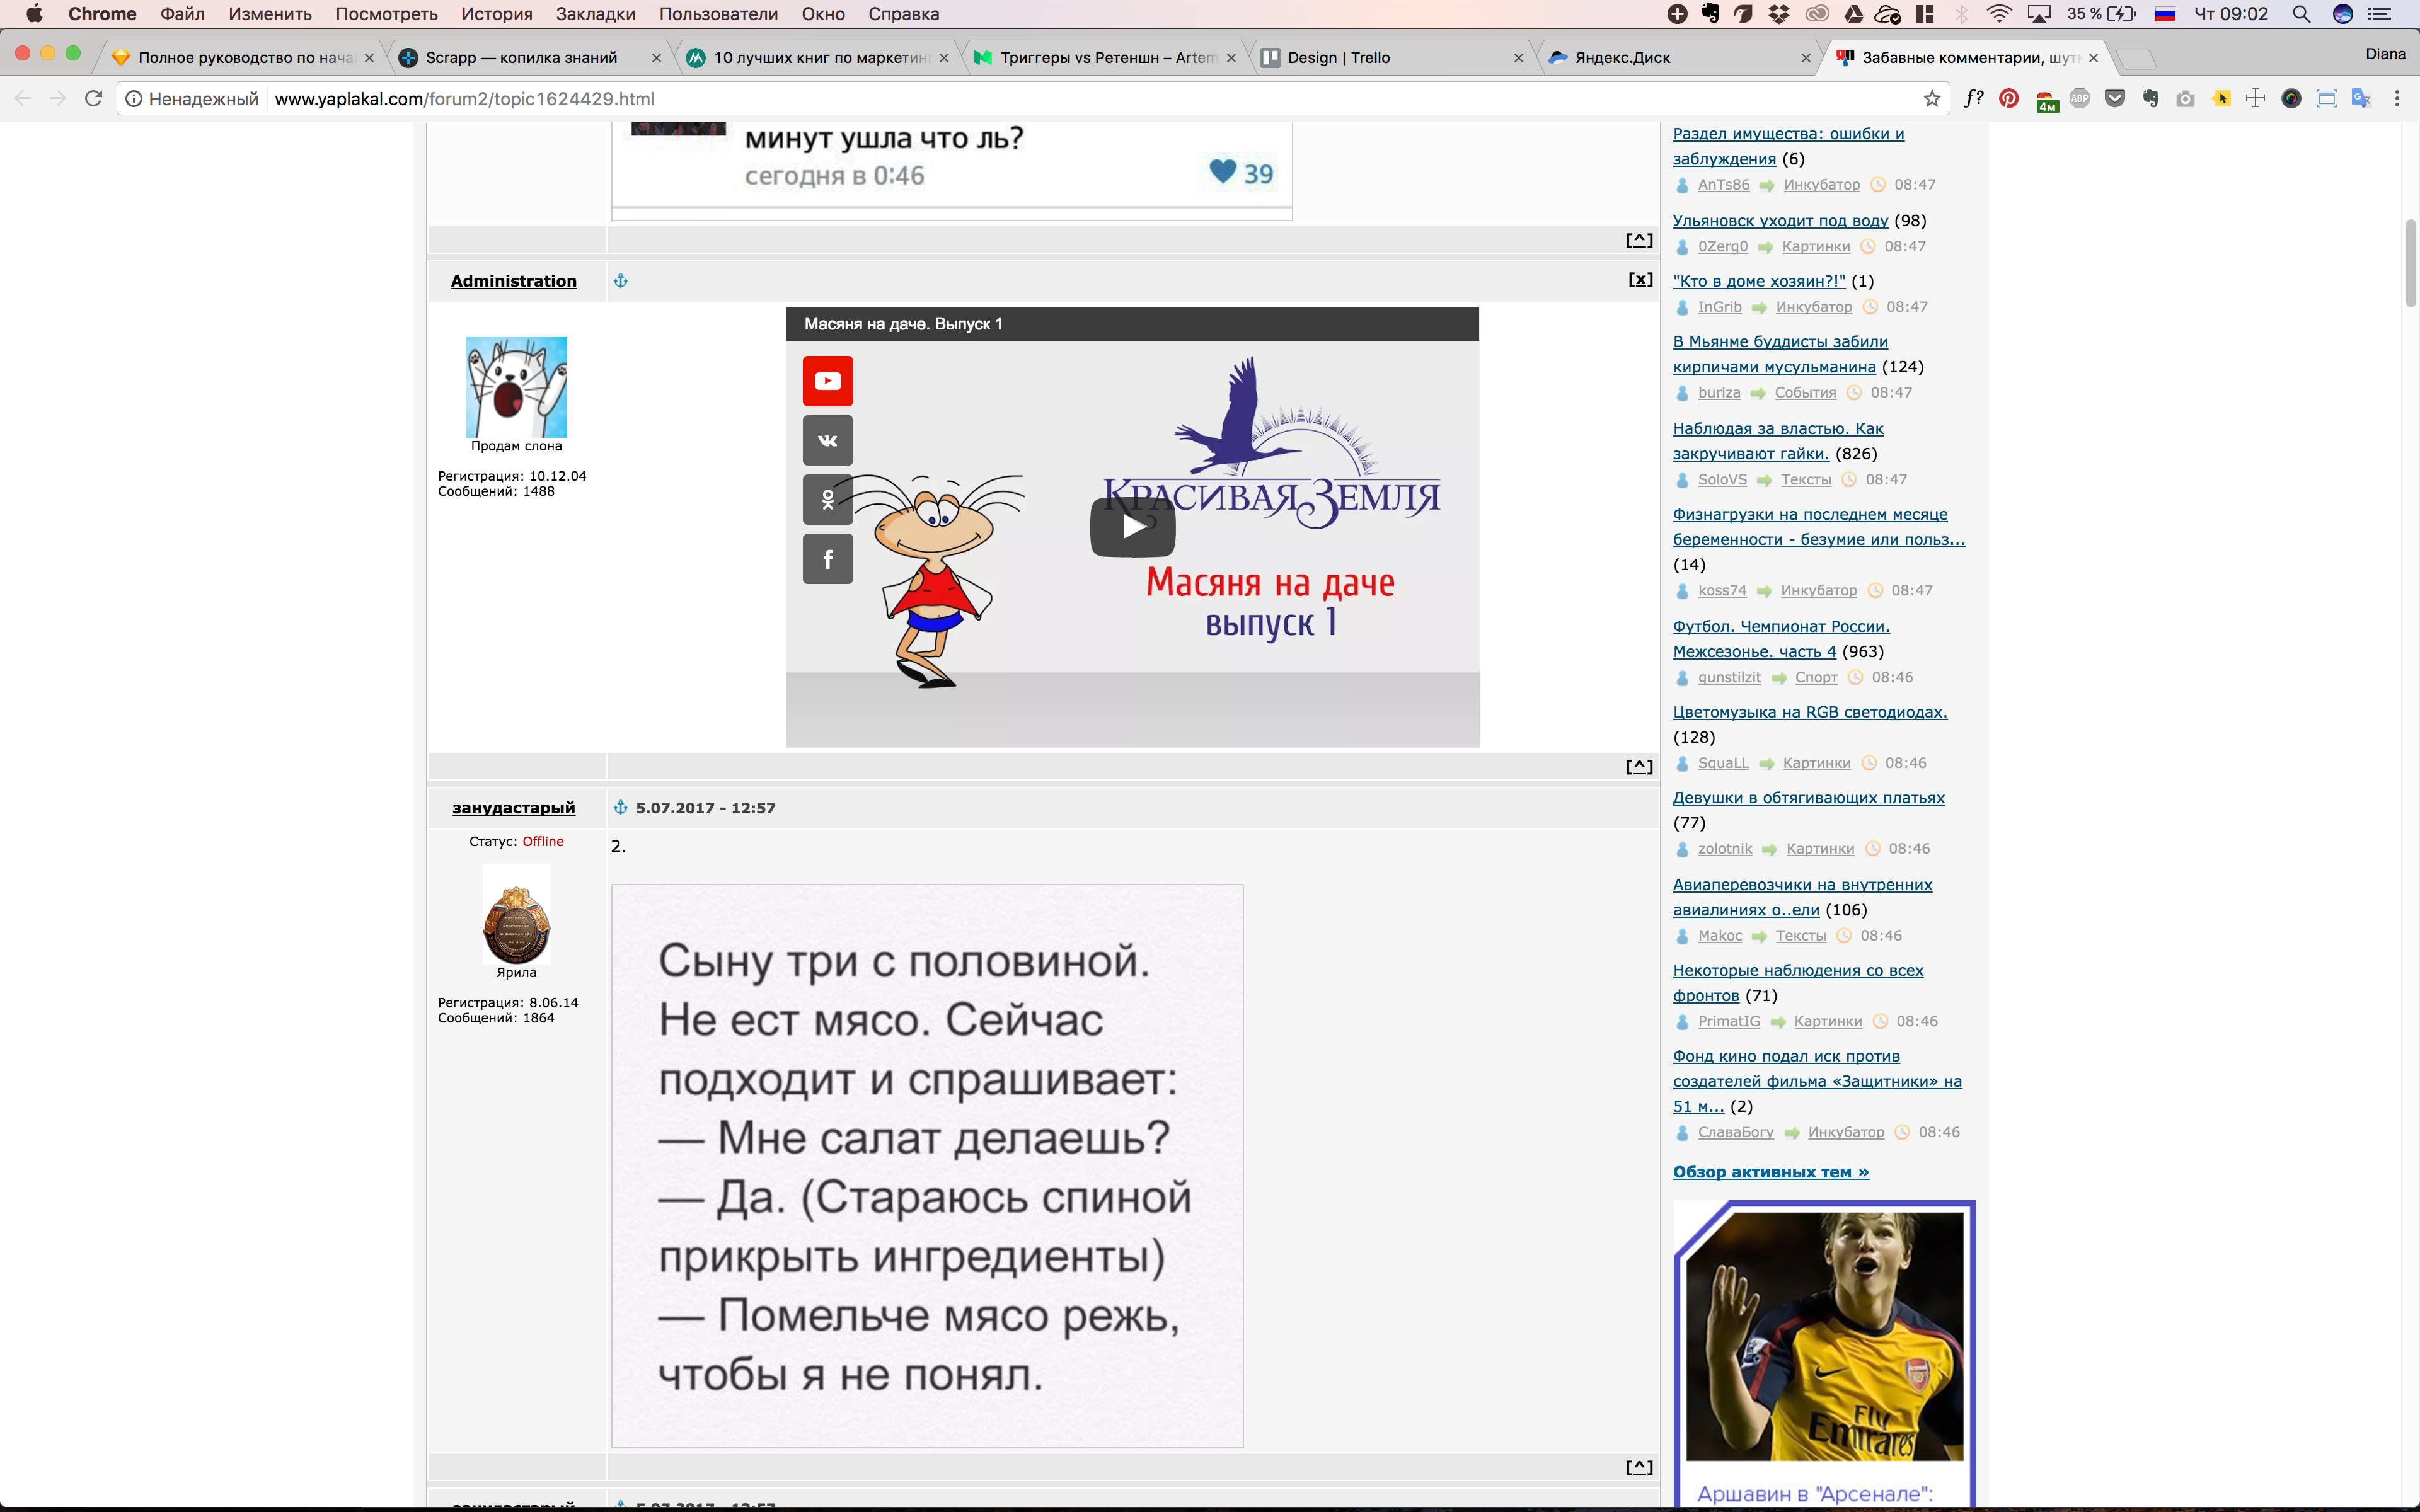 Chrome Файл Изменить Посмотреть История Закладки Пользователи Окно Справка
35 % Чт 09:02
Полное руководство по нача
Scrapp — копилка знаний
10 лучших книг по маркетин
Триггеры vs Ретеншн – Artem
Design | Trello
Яндекс.Диск
Забавные комментарии, шут
Diana
Ненадежный www.yaplakal.com/forum2/topic1624429.html
f? 4м ABP
минут ушла что ль?
сегодня в 0:46
39
[^]
Administration
[x]
Продам слона
Регистрация: 10.12.04
Сообщений: 1488
Масяня на даче. Выпуск 1
Красивая Земля
Масяня на даче
выпуск 1
[^]
занудастарый
5.07.2017 - 12:57
Статус: Offline
Ярила
Регистрация: 8.06.14
Сообщений: 1864
2.
Сыну три с половиной.
Не ест мясо. Сейчас
подходит и спрашивает:
— Мне салат делаешь?
— Да. (Стараюсь спиной
прикрыть ингредиенты)
— Помельче мясо режь,
чтобы я не понял.
[^]
занудастарый
5.07.2017 - 12:57
Раздел имущества: ошибки и
заблуждения (6)
AnTs86 Инкубатор 08:47
Ульяновск уходит под воду (98)
0Zerg0 Картинки 08:47
"Кто в доме хозяин?!" (1)
InGrib Инкубатор 08:47
В Мьянме буддисты забили
кирпичами мусульманина (124)
buriza События 08:47
Наблюдая за властью. Как
закручивают гайки. (826)
SoloVS Тексты 08:47
Физнагрузки на последнем месяце
беременности - безумие или польз...
(14)
koss74 Инкубатор 08:47
Футбол. Чемпионат России.
Межсезонье. часть 4 (963)
gunstilzit Спорт 08:46
Цветомузыка на RGB светодиодах.
(128)
SquaLL Картинки 08:46
Девушки в обтягивающих платьях
(77)
zolotnik Картинки 08:46
Авиаперевозчики на внутренних
авиалиниях о..ели (106)
Makoc Тексты 08:46
Некоторые наблюдения со всех
фронтов (71)
PrimatIG Картинки 08:46
Фонд кино подал иск против
создателей фильма «Защитники» на
51 м... (2)
СлаваБогу Инкубатор 08:46
Обзор активных тем »
Fly
Emirates
Аршавин в "Арсенале":